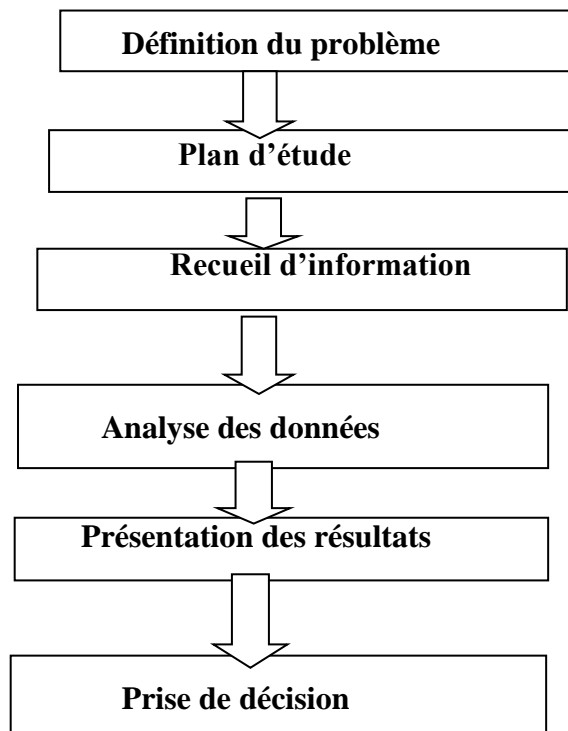 Définition du problème
Plan d’étude
Recueil d’information
Analyse des données
Présentation des résultats
Prise de décision